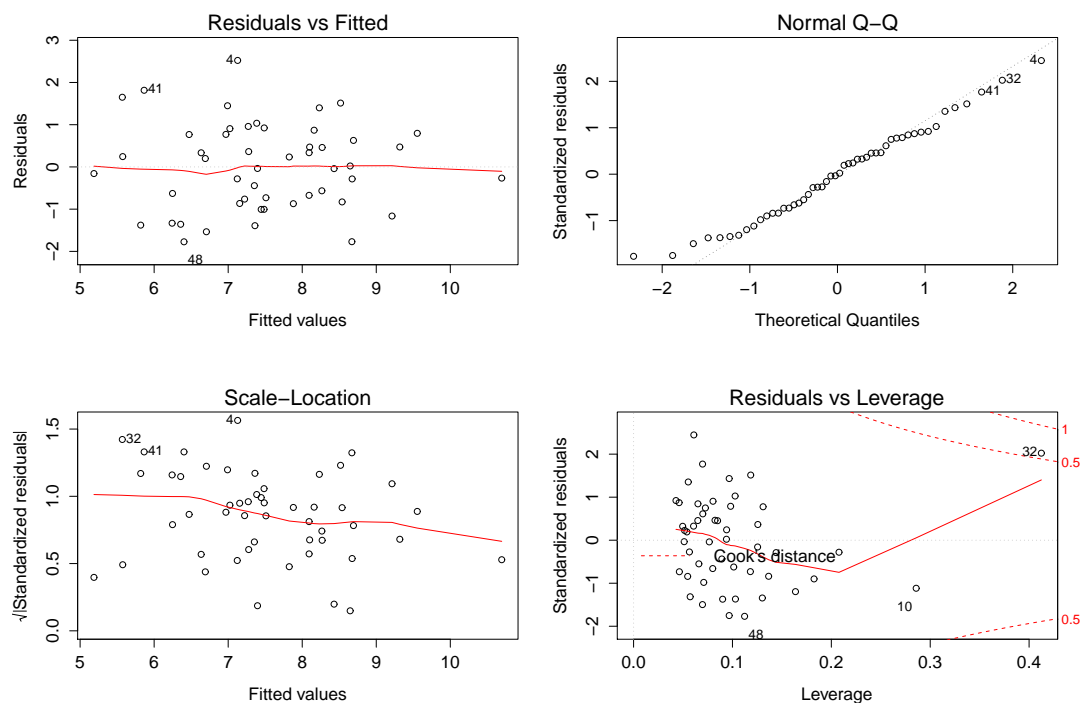 Residuals vs Fitted
Residuals
3
2
1
0
−1
−2
4
41
48
5 6 7 8 9 10
Fitted values
Normal Q−Q
Standardized residuals
2
1
0
−1
4
32
41
−2 −1 0 1 2
Theoretical Quantiles
Scale−Location
√|Standardized residuals|
1.5
1.0
0.5
0.0
4
32
41
5 6 7 8 9 10
Fitted values
Residuals vs Leverage
Standardized residuals
2
1
0
−1
−2
1
32
0.5
Cook's distance
10
48
0.5
0.0 0.1 0.2 0.3 0.4
Leverage